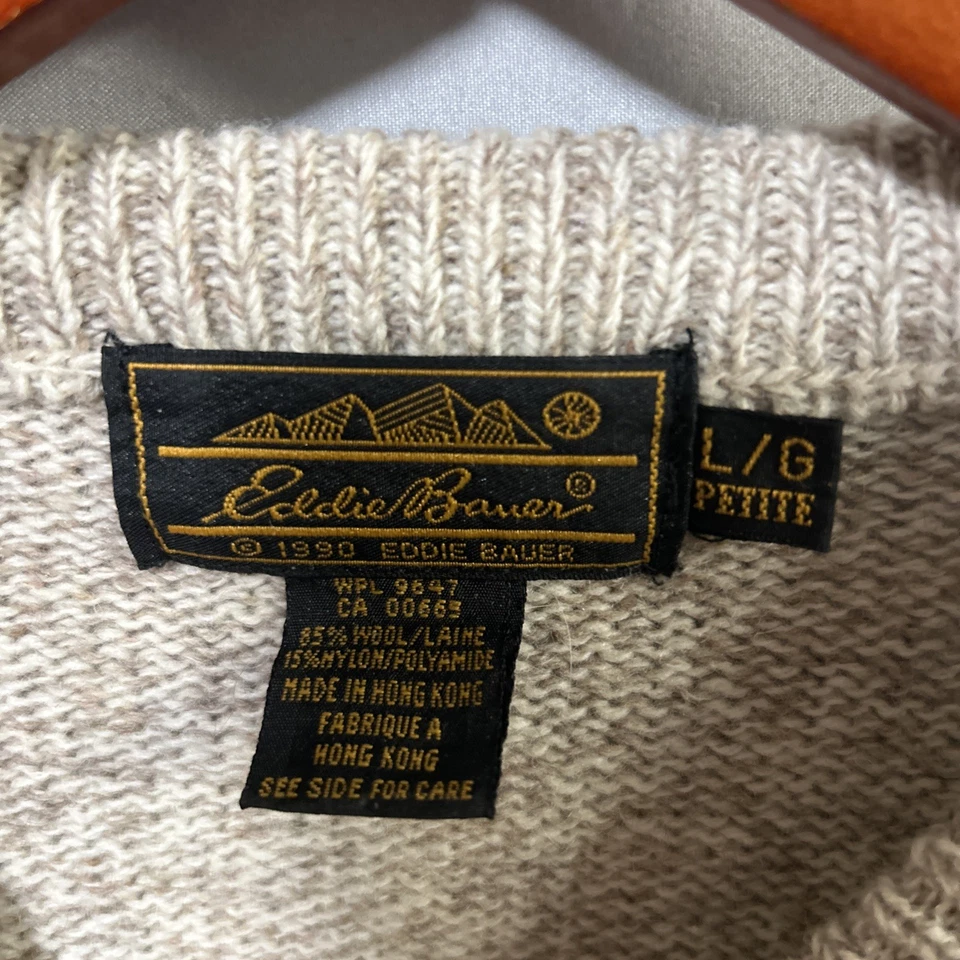 Eddie Bauer®
© 1990 EDDIE BAUER
L/G
PETITE
WPL 9647
CA 00665
85% WOOL/LAINE
15% NYLON/POLYAMIDE
MADE IN HONG KONG
FABRIQUE A
HONG KONG
SEE SIDE FOR CARE